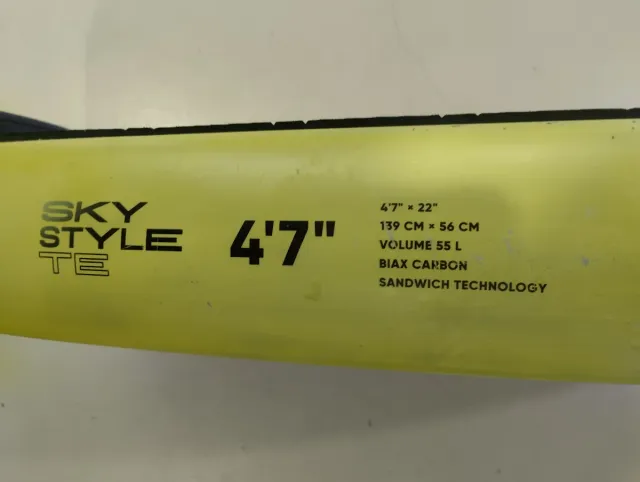 SKY
STYLE
TE
4'7"
4'7" × 22"
139 CM × 56 CM
VOLUME 55 L
BIAX CARBON
SANDWICH TECHNOLOGY